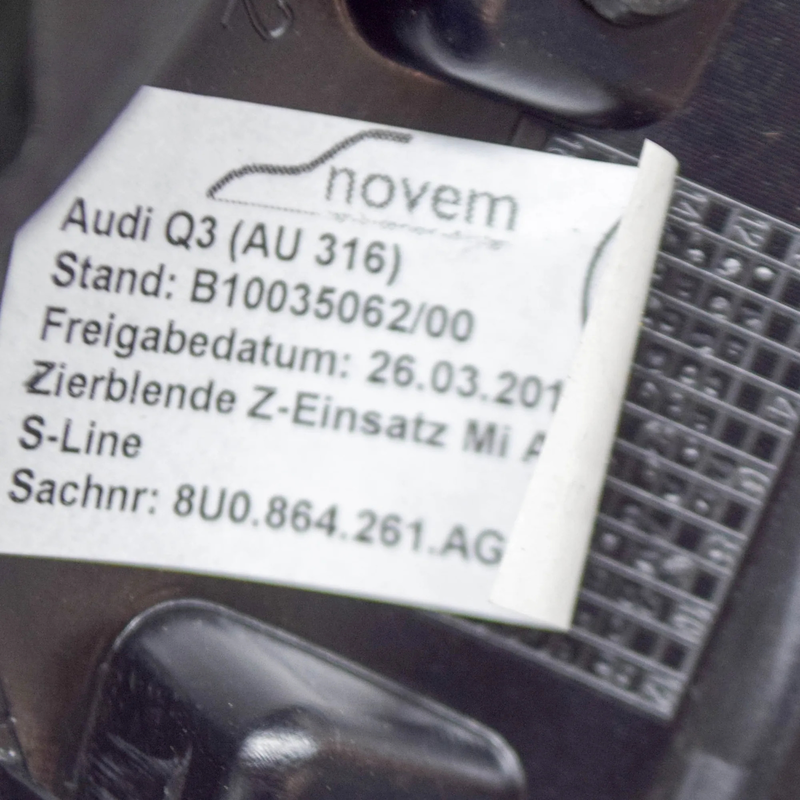 novem
Audi Q3 (AU 316)
Stand: B10035062/00
Freigabedatum: 26.03.201
Zierblende Z-Einsatz Mi A
S-Line
Sachnr: 8U0.864.261.AG